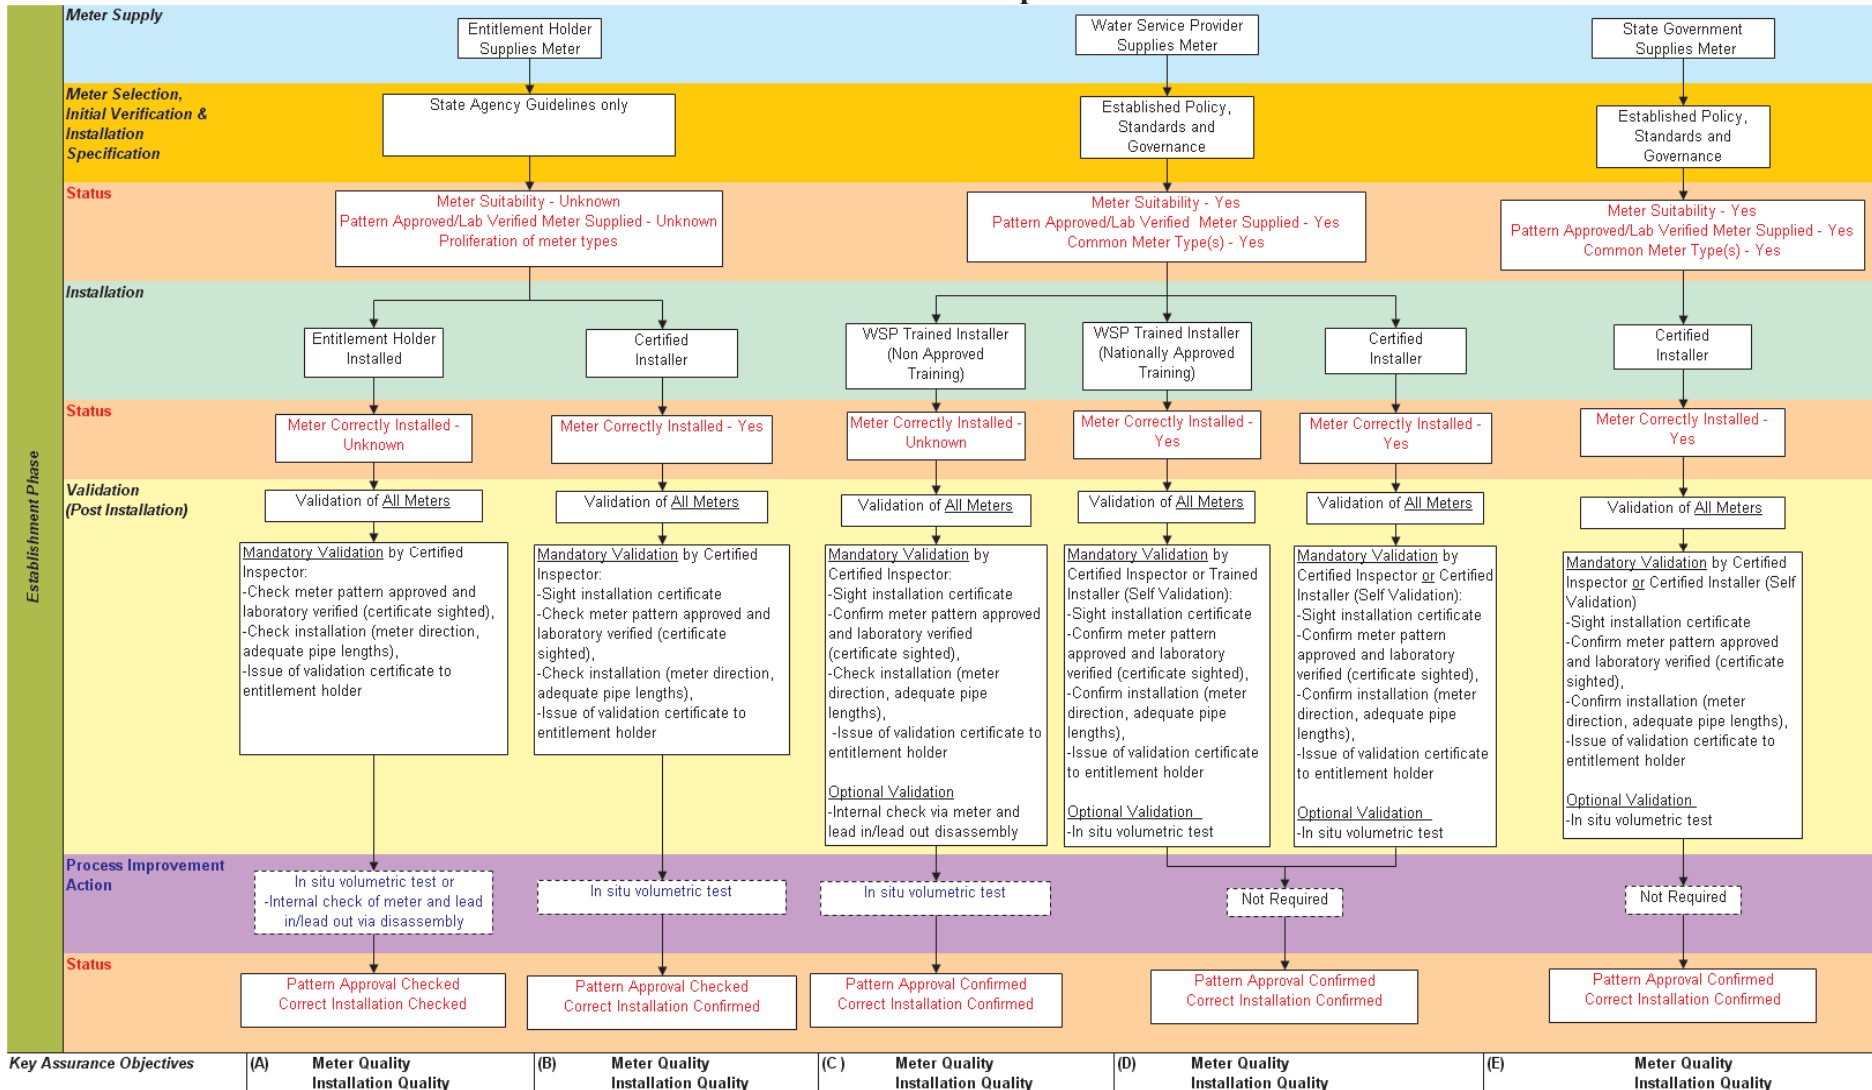 Meter Supply
Entitlement Holder
Supplies Meter
Water Service Provider
Supplies Meter
State Government
Supplies Meter
Meter Selection,
Initial Verification &
Installation
Specification
State Agency Guidelines only
Established Policy,
Standards and
Governance
Established Policy,
Standards and
Governance
Status
Meter Suitability - Unknown
Pattern Approved/Lab Verified Meter Supplied - Unknown
Proliferation of meter types
Meter Suitability - Yes
Pattern Approved/Lab Verified Meter Supplied - Yes
Common Meter Type(s) - Yes
Meter Suitability - Yes
Pattern Approved/Lab Verified Meter Supplied - Yes
Common Meter Type(s) - Yes
Installation
Entitlement Holder
Installed
Certified
Installer
WSP Trained Installer
(Non Approved
Training)
WSP Trained Installer
(Nationally Approved
Training)
Certified
Installer
Certified
Installer
Status
Meter Correctly Installed -
Unknown
Meter Correctly Installed - Yes
Meter Correctly Installed -
Unknown
Meter Correctly Installed -
Yes
Meter Correctly Installed -
Yes
Meter Correctly Installed -
Yes
Establishment Phase
Validation
(Post Installation)
Validation of All Meters
Validation of All Meters
Validation of All Meters
Validation of All Meters
Validation of All Meters
Validation of All Meters
Mandatory Validation by Certified
Inspector:
-Check meter pattern approved and
laboratory verified (certificate sighted),
-Check installation (meter direction,
adequate pipe lengths),
-Issue of validation certificate to
entitlement holder
Mandatory Validation by Certified
Inspector:
-Sight installation certificate
-Check meter pattern approved and
laboratory verified (certificate
sighted),
-Check installation (meter direction,
adequate pipe lengths),
-Issue of validation certificate to
entitlement holder
Mandatory Validation by
Certified Inspector:
-Sight installation certificate
-Confirm meter pattern approved
and laboratory verified
(certificate sighted),
-Check installation (meter
direction, adequate pipe
lengths),
-Issue of validation certificate to
entitlement holder
Optional Validation
-Internal check via meter and
lead in/lead out disassembly
Mandatory Validation by
Certified Inspector or Trained
Installer (Self Validation):
-Sight installation certificate
-Confirm meter pattern
approved and laboratory
verified (certificate sighted),
-Confirm installation (meter
direction, adequate pipe
lengths),
-Issue of validation certificate
to entitlement holder
Optional Validation
-In situ volumetric test
Mandatory Validation by
Certified Inspector or Certified
Installer (Self Validation):
-Sight installation certificate
-Confirm meter pattern
approved and laboratory
verified (certificate sighted),
-Confirm installation (meter
direction, adequate pipe
lengths),
-Issue of validation certificate
to entitlement holder
Optional Validation
-In situ volumetric test
Mandatory Validation by Certified
Inspector or Certified Installer (Self
Validation)
-Sight installation certificate
-Confirm meter pattern approved
and laboratory verified (certificate
sighted),
-Confirm installation (meter
direction, adequate pipe lengths),
-Issue of validation certificate to
entitlement holder
Optional Validation
-In situ volumetric test
Process Improvement
Action
In situ volumetric test or
-Internal check of meter and lead
in/lead out via disassembly
In situ volumetric test
In situ volumetric test
Not Required
Not Required
Status
Pattern Approval Checked
Correct Installation Checked
Pattern Approval Checked
Correct Installation Confirmed
Pattern Approval Confirmed
Correct Installation Confirmed
Pattern Approval Confirmed
Correct Installation Confirmed
Pattern Approval Confirmed
Correct Installation Confirmed
Key Assurance Objectives
(A) Meter Quality
Installation Quality
(B) Meter Quality
Installation Quality
(C ) Meter Quality
Installation Quality
(D) Meter Quality
Installation Quality
(E) Meter Quality
Installation Quality